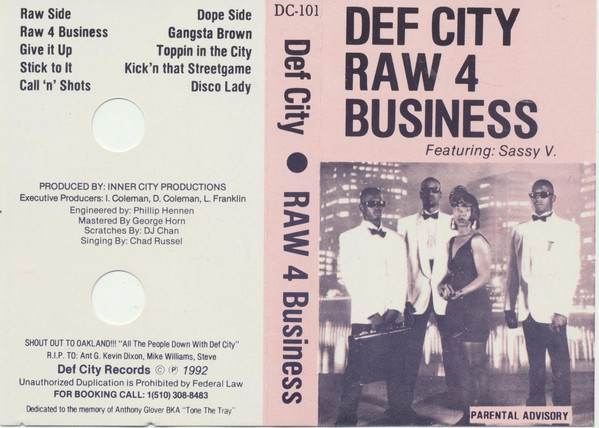 Raw Side
Raw 4 Business
Give it Up
Stick to It
Call 'n' Shots
Dope Side
Gangsta Brown
Toppin in the City
Kick'n that Streetgame
Disco Lady
PRODUCED BY: INNER CITY PRODUCTIONS
Executive Producers: I. Coleman, D. Coleman, L. Franklin
Engineered by: Phillip Hennen
Mastered By George Horn
Scratches By: DJ Chan
Singing By: Chad Russel
SHOUT OUT TO OAKLAND!!! "All The People Down With Def City"
R.I.P. TO: Ant G. Kevin Dixon, Mike Williams, Steve
Def City Records © ℗ 1992
Unauthorized Duplication is Prohibited by Federal Law
FOR BOOKING CALL: 1(510) 308-8483
Dedicated to the memory of Anthony Glover BKA "Tone The Tray"
DC-101
Def City ● RAW 4 Business
DEF CITY
RAW 4
BUSINESS
Featuring: Sassy V.
PARENTAL ADVISORY